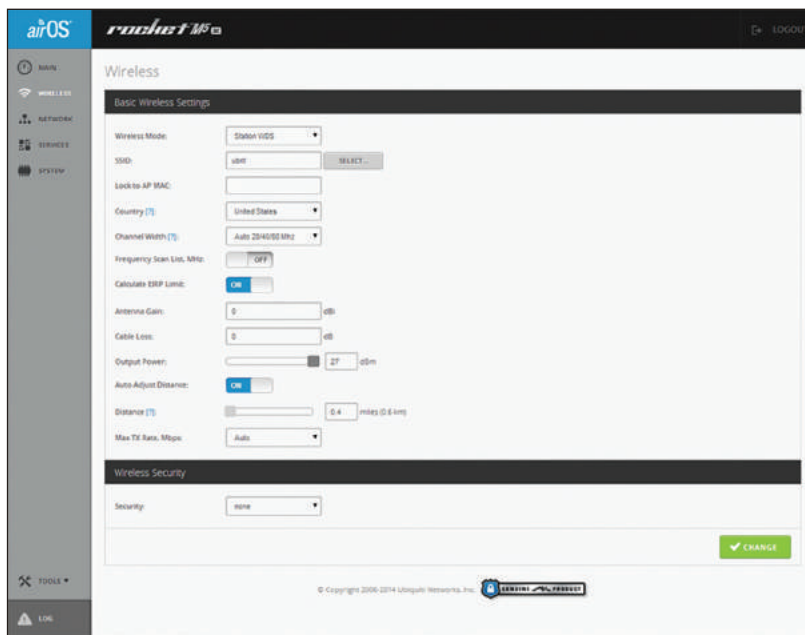 airOS
rocket M5
LOGOUT
MAIN
WIRELESS
NETWORK
SERVICES
SYSTEM
Wireless
Basic Wireless Settings
Wireless Mode: Station WDS
SSID: ubnt SELECT...
Lock to AP MAC:
Country [?]: United States
Channel Width [?]: Auto 20/40/80 MHz
Frequency Scan List, MHz: OFF
Calculate EIRP Limit: ON
Antenna Gain: 0 dBi
Cable Loss: 0 dB
Output Power: 27 dBm
Auto Adjust Distance: ON
Distance [?]: 0.4 miles (0.6 km)
Max TX Rate, Mbps: Auto
Wireless Security
Security: none
CHANGE
TOOLS
© Copyright 2006-2014 Ubiquiti Networks, Inc. GENUINE PRODUCT
LOG